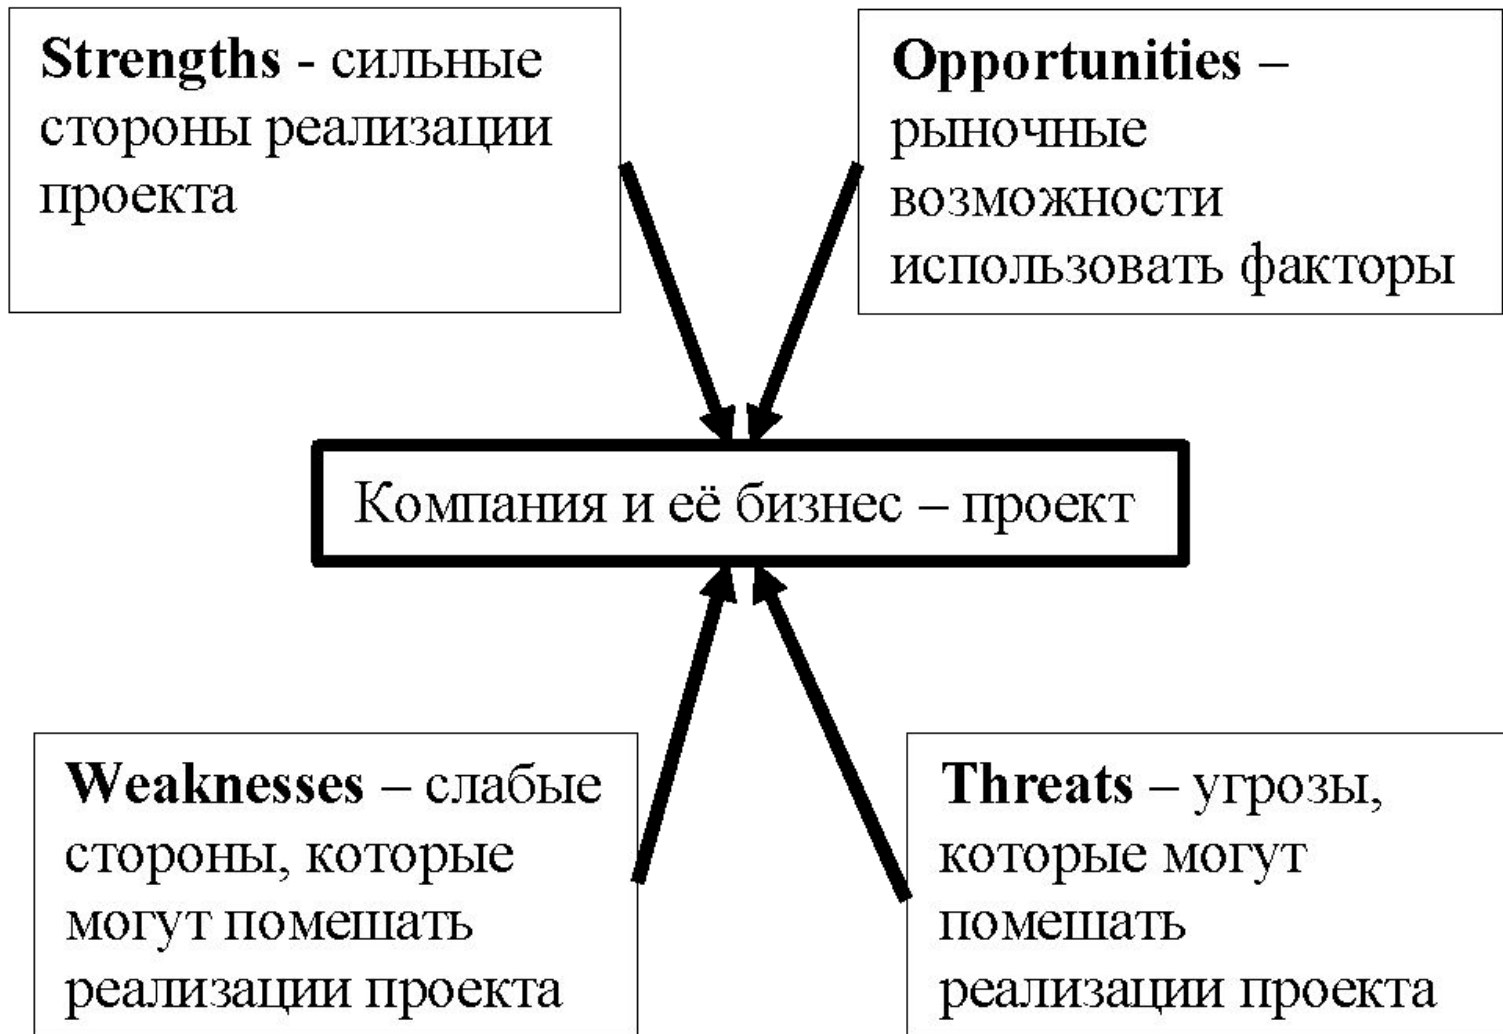 Strengths - сильные
стороны реализации
проекта
Opportunities –
рыночные
возможности
использовать факторы
Компания и её бизнес – проект
Weaknesses – слабые
стороны, которые
могут помешать
реализации проекта
Threats – угрозы,
которые могут
помешать
реализации проекта